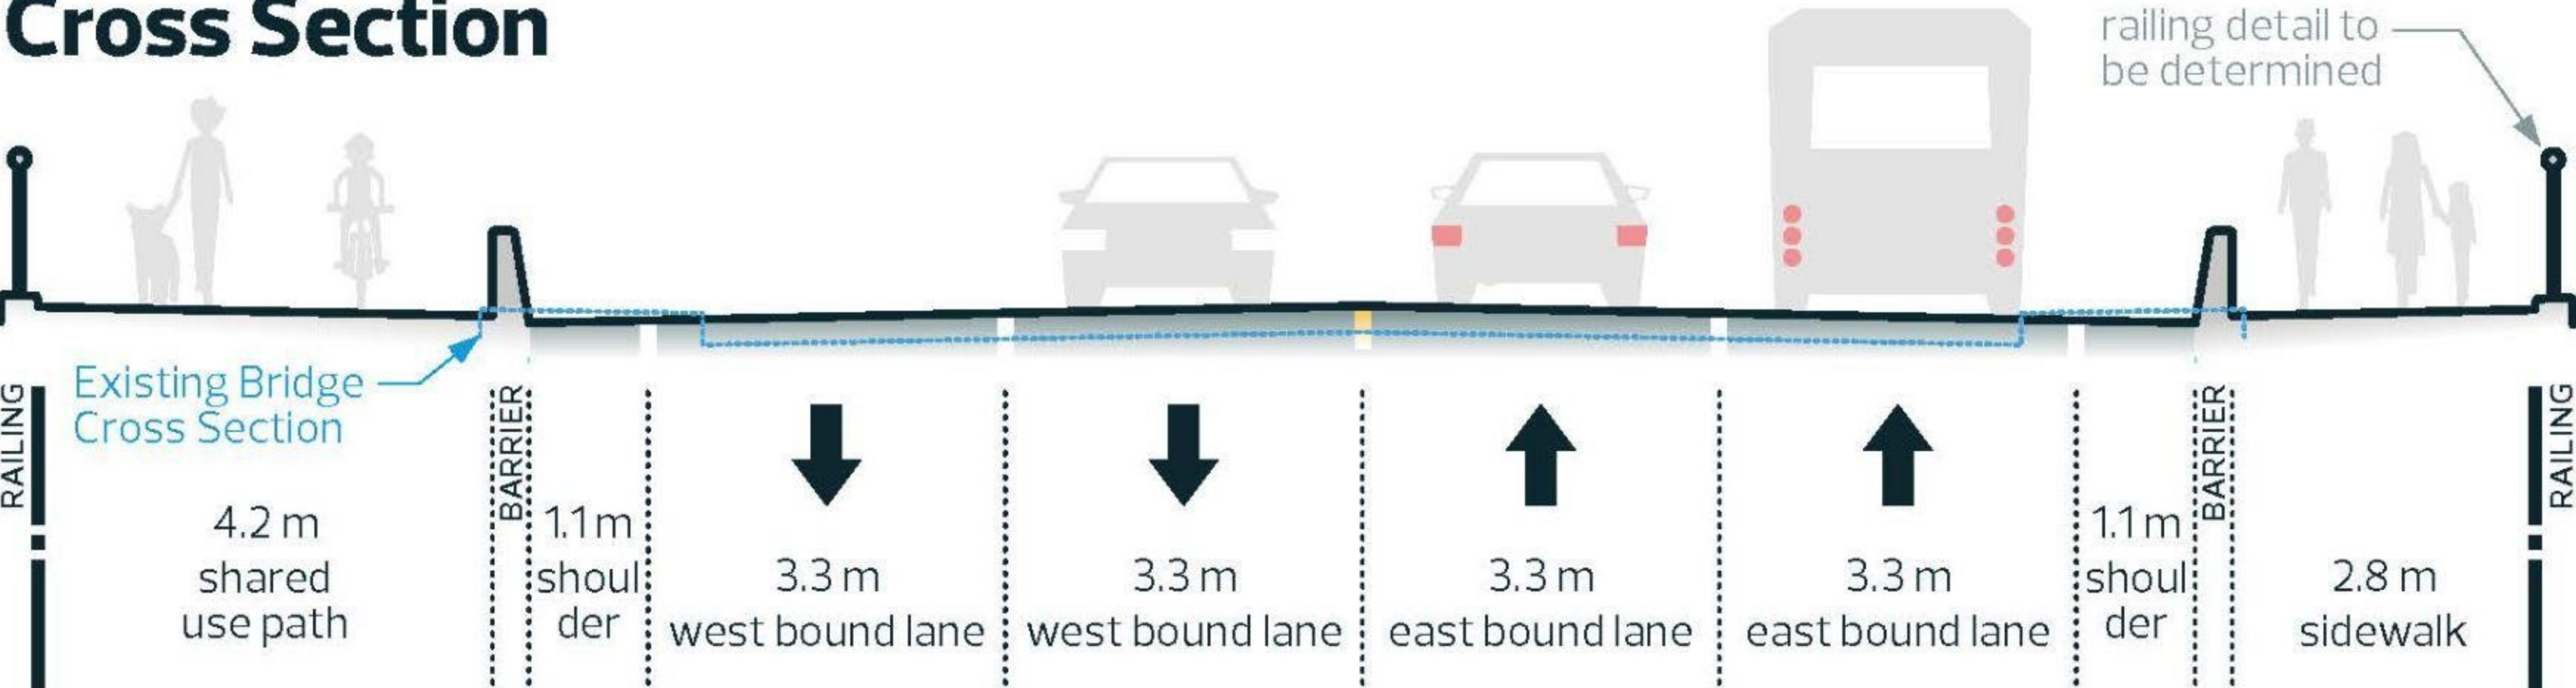 Cross Section
railing detail to
be determined
Existing Bridge
Cross Section
RAILING
4.2 m
shared
use path
BARRIER
1.1 m
shoul
der
3.3 m
west bound lane
3.3 m
west bound lane
3.3 m
east bound lane
3.3 m
east bound lane
1.1 m
shoul
der
BARRIER
2.8 m
sidewalk
RAILING